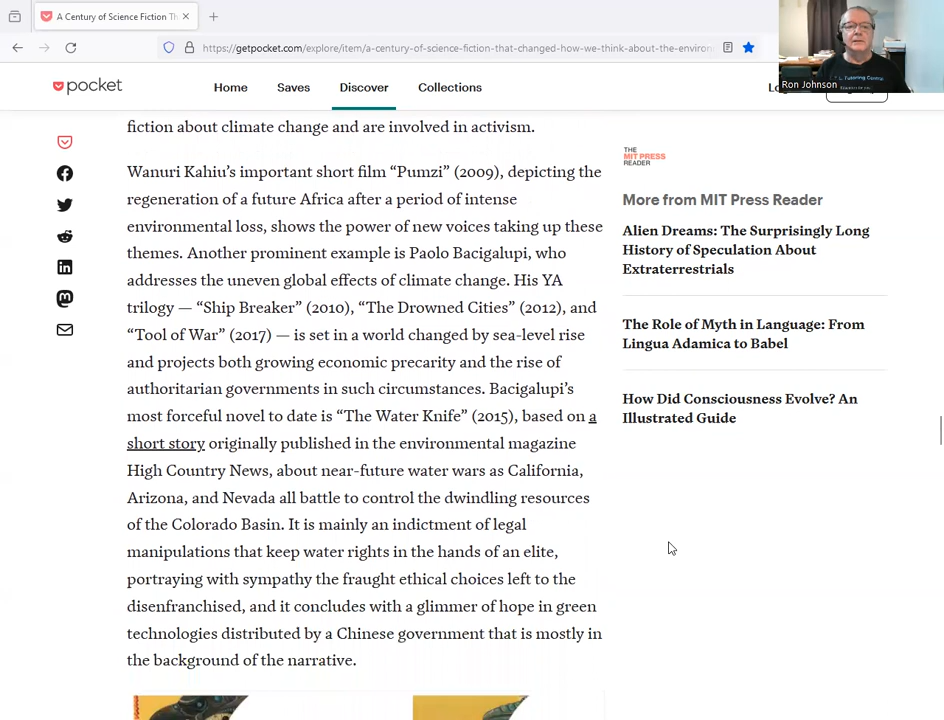 A Century of Science Fiction Th
https://getpocket.com/explore/item/a-century-of-science-fiction-that-changed-how-we-think-about-the-environ
Ron Johnson
pocket
Home
Saves
Discover
Collections
fiction about climate change and are involved in activism.
Wanuri Kahiu’s important short film “Pumzi” (2009), depicting the
regeneration of a future Africa after a period of intense
environmental loss, shows the power of new voices taking up these
themes. Another prominent example is Paolo Bacigalupi, who
addresses the uneven global effects of climate change. His YA
trilogy — “Ship Breaker” (2010), “The Drowned Cities” (2012), and
“Tool of War” (2017) — is set in a world changed by sea-level rise
and projects both growing economic precarity and the rise of
authoritarian governments in such circumstances. Bacigalupi’s
most forceful novel to date is “The Water Knife” (2015), based on a
short story originally published in the environmental magazine
High Country News, about near-future water wars as California,
Arizona, and Nevada all battle to control the dwindling resources
of the Colorado Basin. It is mainly an indictment of legal
manipulations that keep water rights in the hands of an elite,
portraying with sympathy the fraught ethical choices left to the
disenfranchised, and it concludes with a glimmer of hope in green
technologies distributed by a Chinese government that is mostly in
the background of the narrative.
THE
MIT PRESS
READER
More from MIT Press Reader
Alien Dreams: The Surprisingly Long
History of Speculation About
Extraterrestrials
The Role of Myth in Language: From
Lingua Adamica to Babel
How Did Consciousness Evolve? An
Illustrated Guide